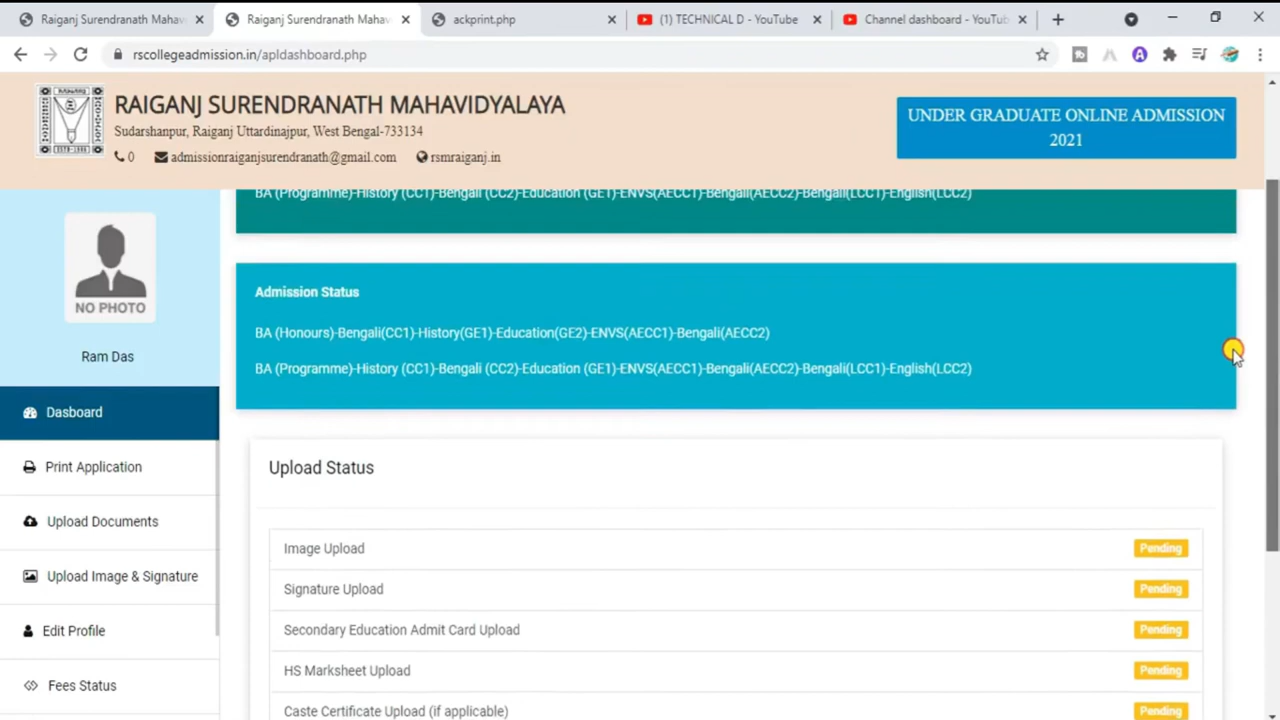 Raiganj Surendranath Mahav
Raiganj Surendranath Mahav
ackprint.php
(1) TECHNICAL D - YouTube
Channel dashboard - YouTub
rscollegeadmission.in/apldashboard.php
RAIGANJ SURENDRANATH MAHAVIDYALAYA
Sudarshanpur, Raiganj Uttardinajpur, West Bengal-733134
0 admissionraiganjsurendranath@gmail.com rsmraiganj.in
UNDER GRADUATE ONLINE ADMISSION
2021
BA (Programme)-History (CC1)-Bengali (CC2)-Education (GE1)-ENVS(AECC1)-Bengali(AECC2)-Bengali(LCC1)-English(LCC2)
NO PHOTO
Ram Das
Dasboard
Print Application
Upload Documents
Upload Image & Signature
Edit Profile
Fees Status
Admission Status
BA (Honours)-Bengali(CC1)-History(GE1)-Education(GE2)-ENVS(AECC1)-Bengali(AECC2)
BA (Programme)-History (CC1)-Bengali (CC2)-Education (GE1)-ENVS(AECC1)-Bengali(AECC2)-Bengali(LCC1)-English(LCC2)
Upload Status
Image Upload Pending
Signature Upload Pending
Secondary Education Admit Card Upload Pending
HS Marksheet Upload Pending
Caste Certificate Upload (if applicable) Pending